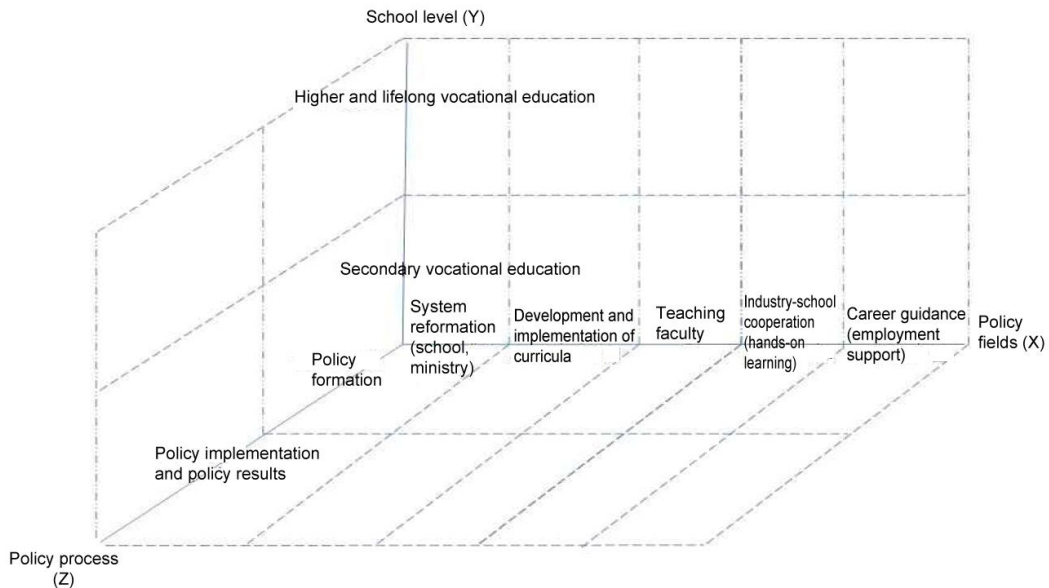 School level (Y)
Higher and lifelong vocational education
Secondary vocational education
System
reformation
(school,
ministry)
Development and
implementation of
curricula
Teaching
faculty
Industry-school
cooperation
(hands-on
learning)
Career guidance
(employment
support)
Policy
fields (X)
Policy
formation
Policy implementation
and policy results
Policy process
(Z)